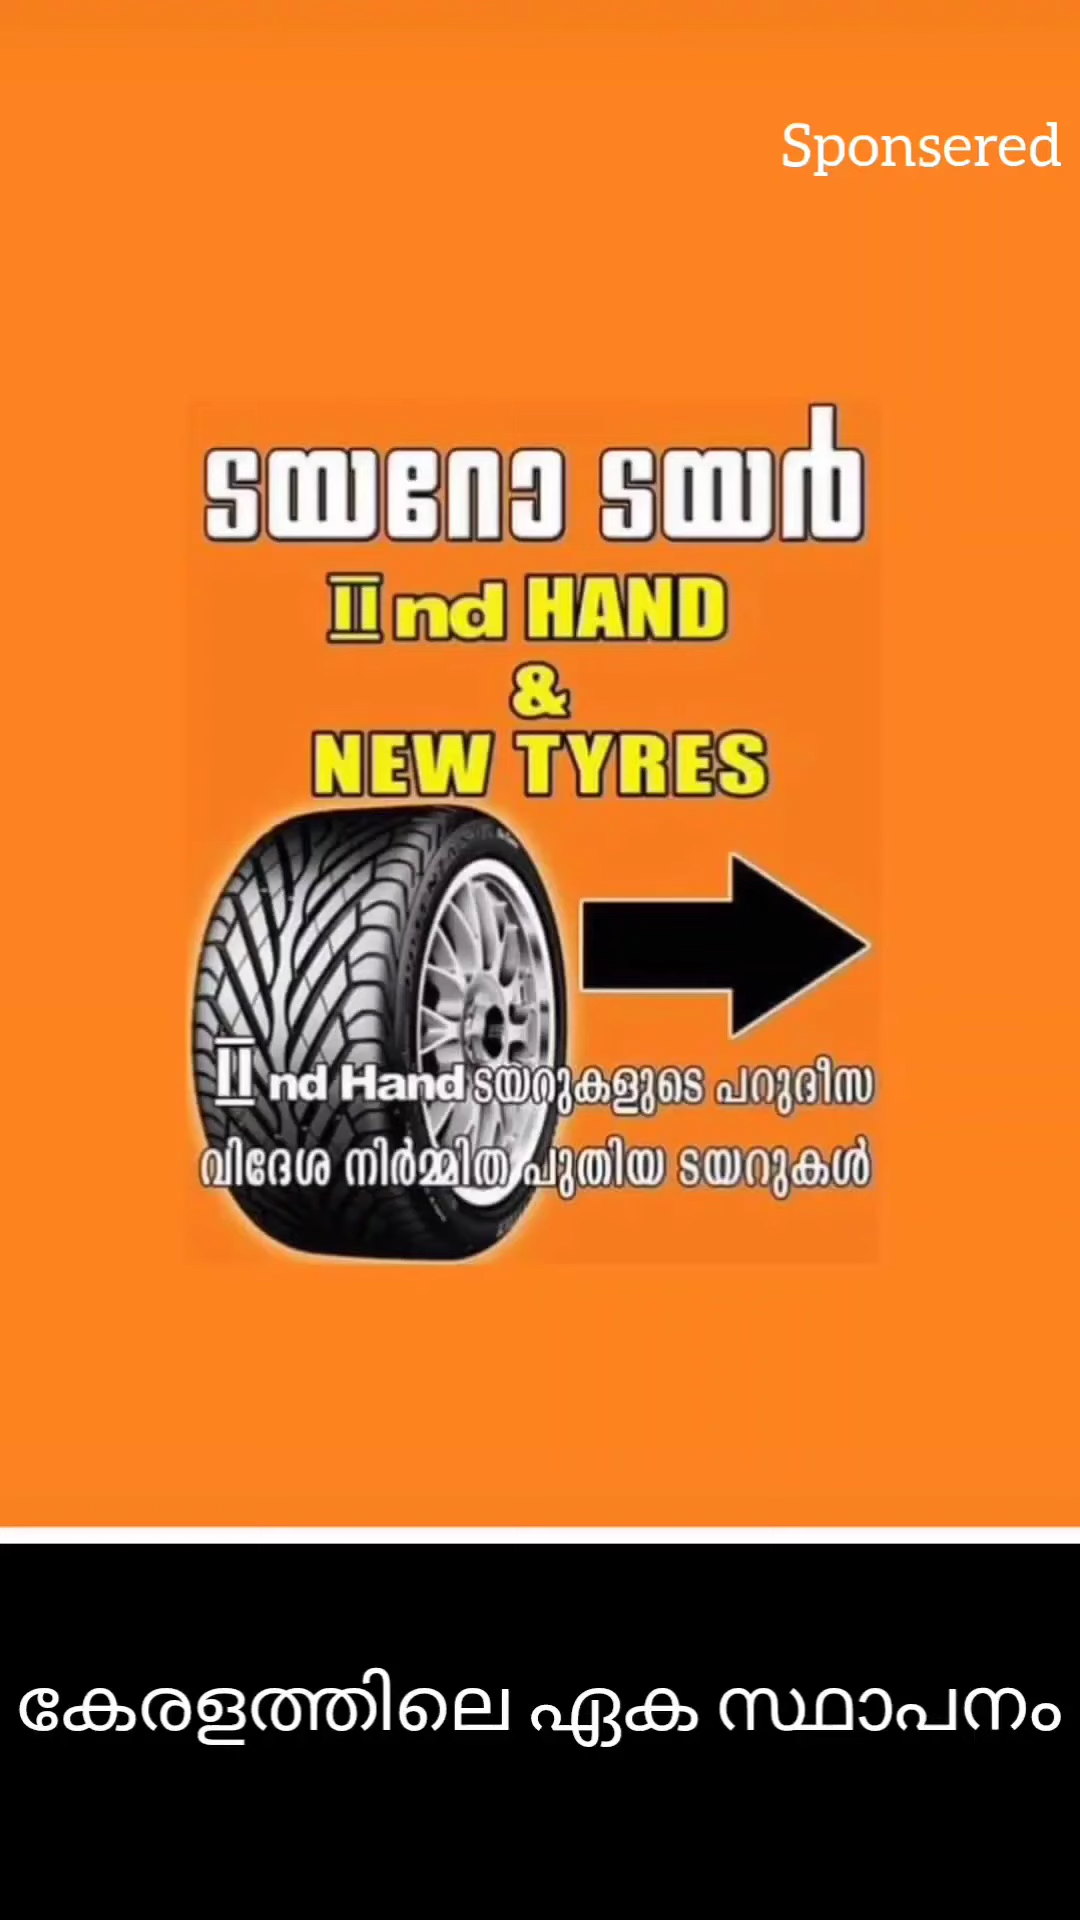 Sponsered
ടയറോ ടയർ
IInd HAND
&
NEW TYRES
IInd Hand ടയറുകളുടെ പറുദീസ
വിദേശ നിർമ്മിത പുതിയ ടയറുകൾ
കേരളത്തിലെ ഏക സ്ഥാപനം